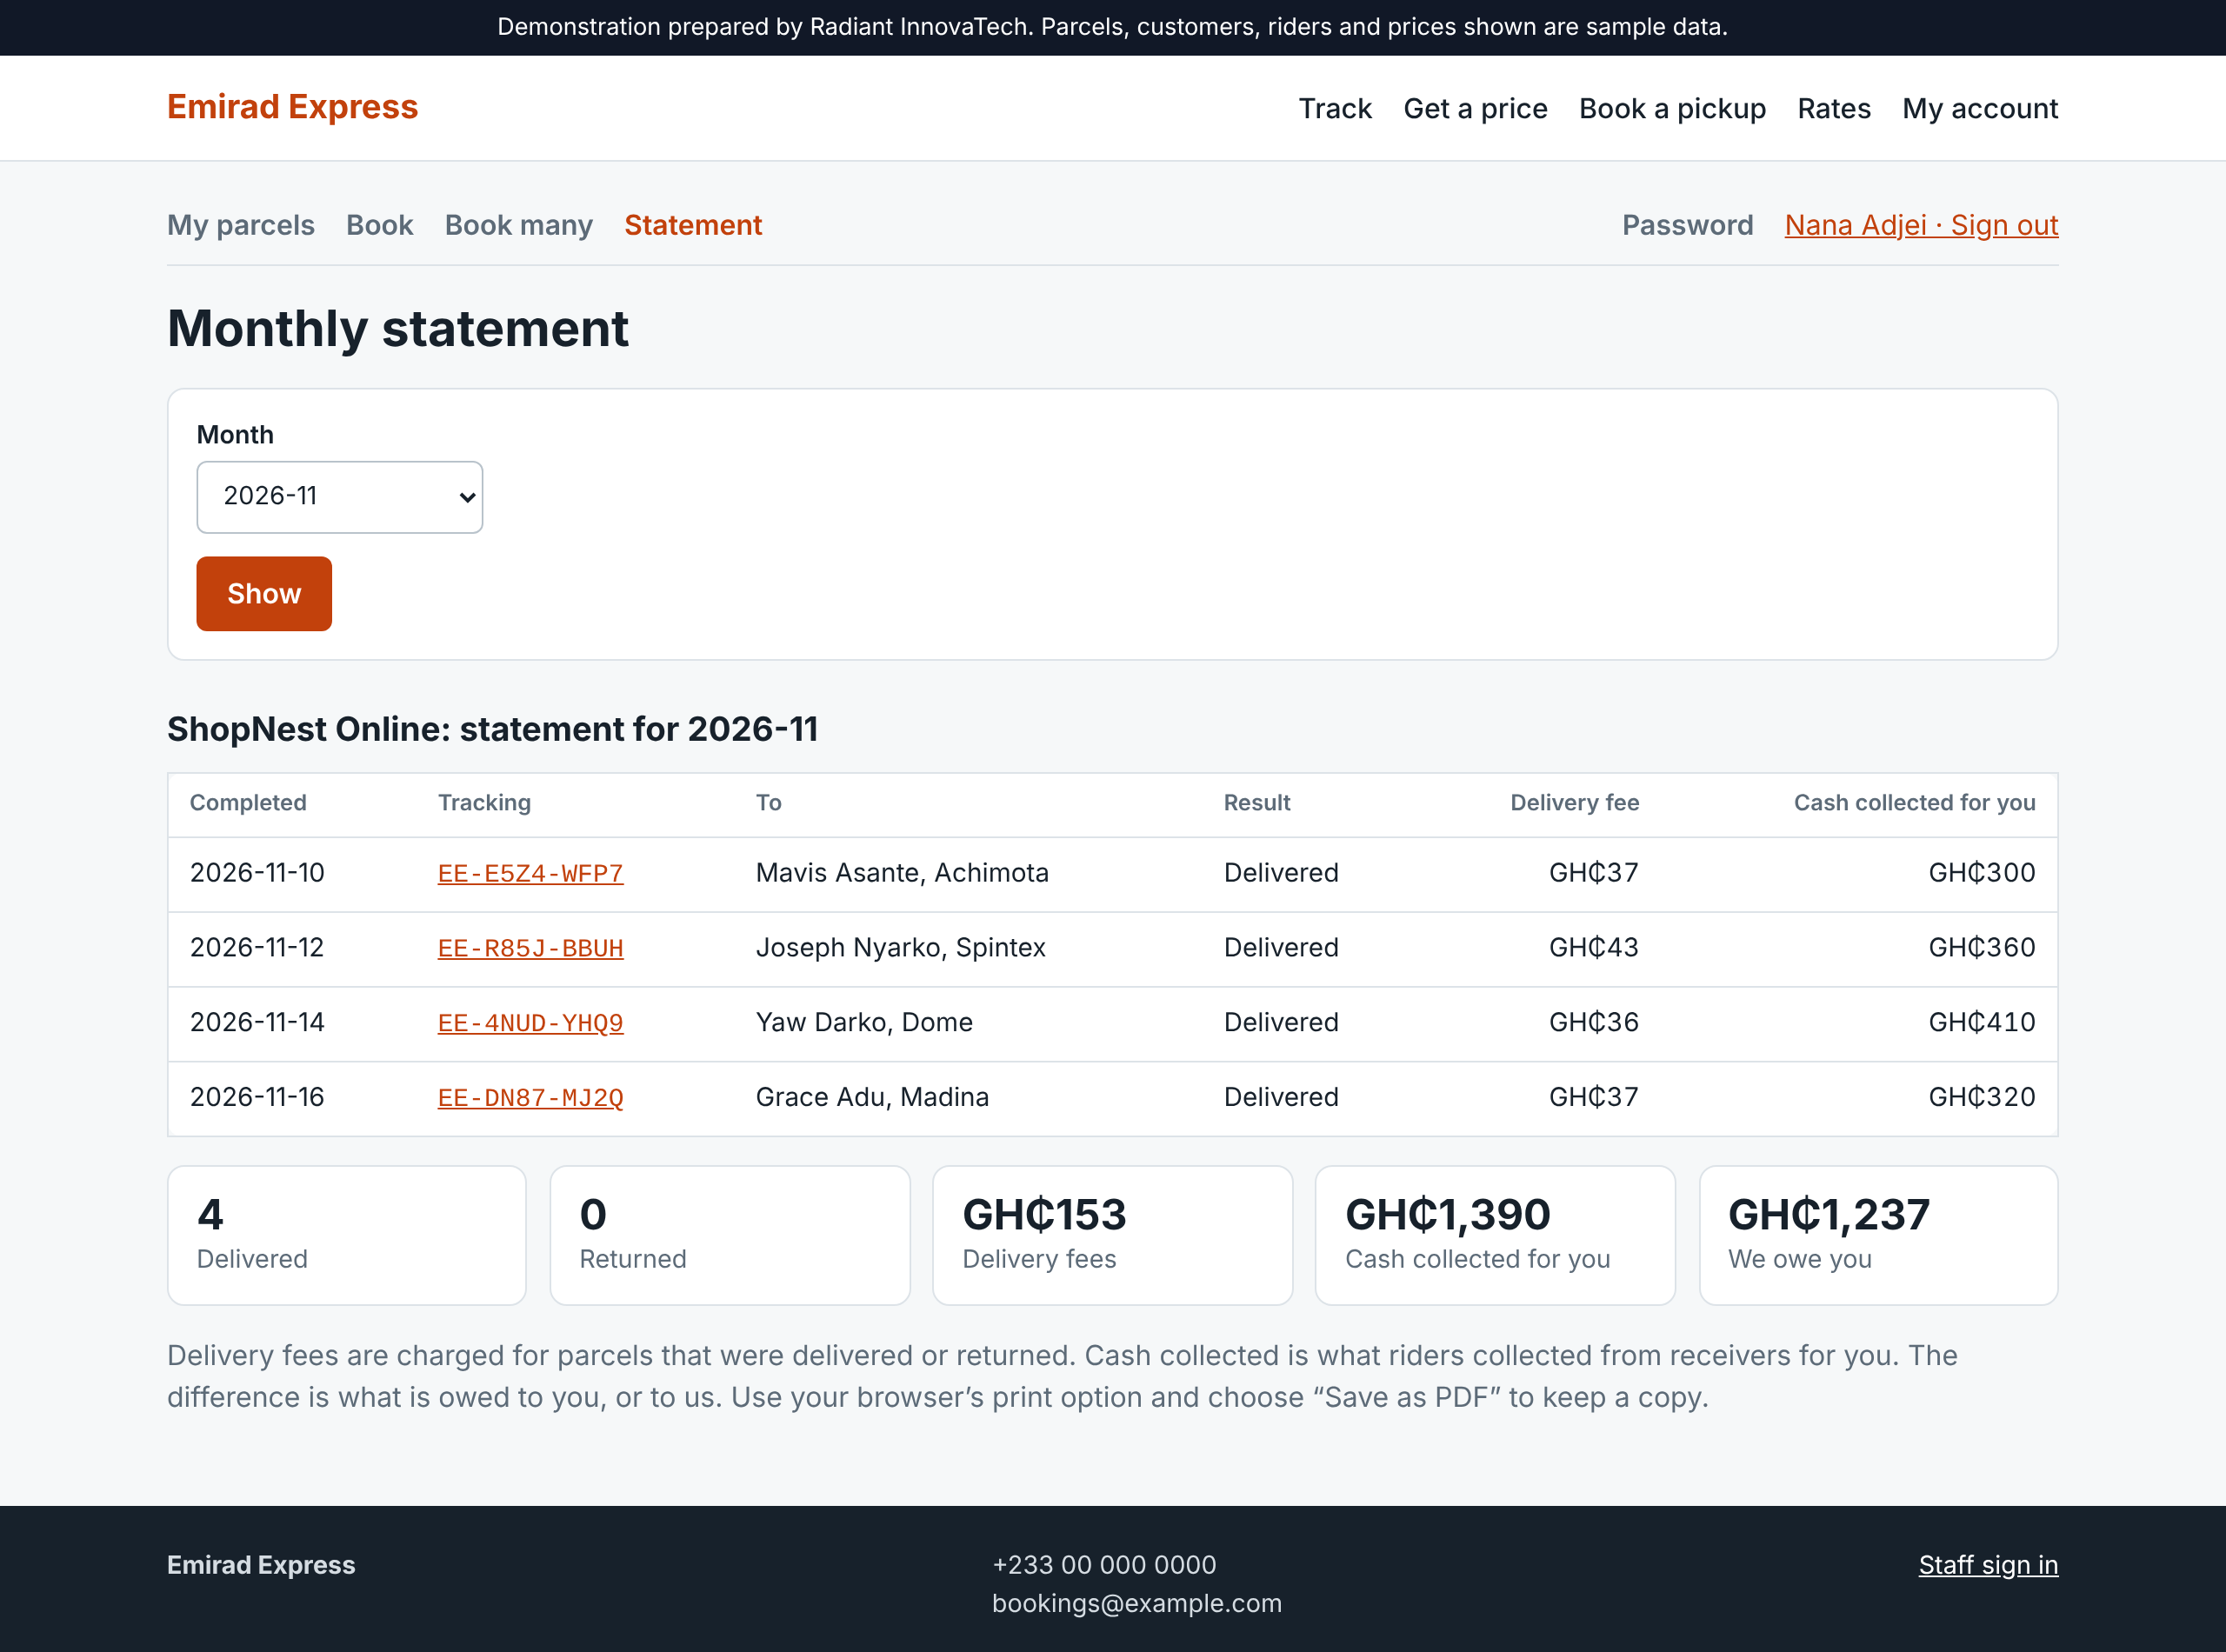 Demonstration prepared by Radiant InnovaTech. Parcels, customers, riders and prices shown are sample data.
Emirad Express
Track Get a price Book a pickup Rates My account
My parcels Book Book many Statement Password Nana Adjei · Sign out
Monthly statement
Month
2026-11
Show
ShopNest Online: statement for 2026-11
Completed Tracking To Result Delivery fee Cash collected for you
2026-11-10 EE-E5Z4-WFP7 Mavis Asante, Achimota Delivered GH₵37 GH₵300
2026-11-12 EE-R85J-BBUH Joseph Nyarko, Spintex Delivered GH₵43 GH₵360
2026-11-14 EE-4NUD-YHQ9 Yaw Darko, Dome Delivered GH₵36 GH₵410
2026-11-16 EE-DN87-MJ2Q Grace Adu, Madina Delivered GH₵37 GH₵320
4 0 GH₵153 GH₵1,390 GH₵1,237
Delivered Returned Delivery fees Cash collected for you We owe you
Delivery fees are charged for parcels that were delivered or returned. Cash collected is what riders collected from receivers for you. The
difference is what is owed to you, or to us. Use your browser’s print option and choose “Save as PDF” to keep a copy.
Emirad Express +233 00 000 0000 Staff sign in
bookings@example.com